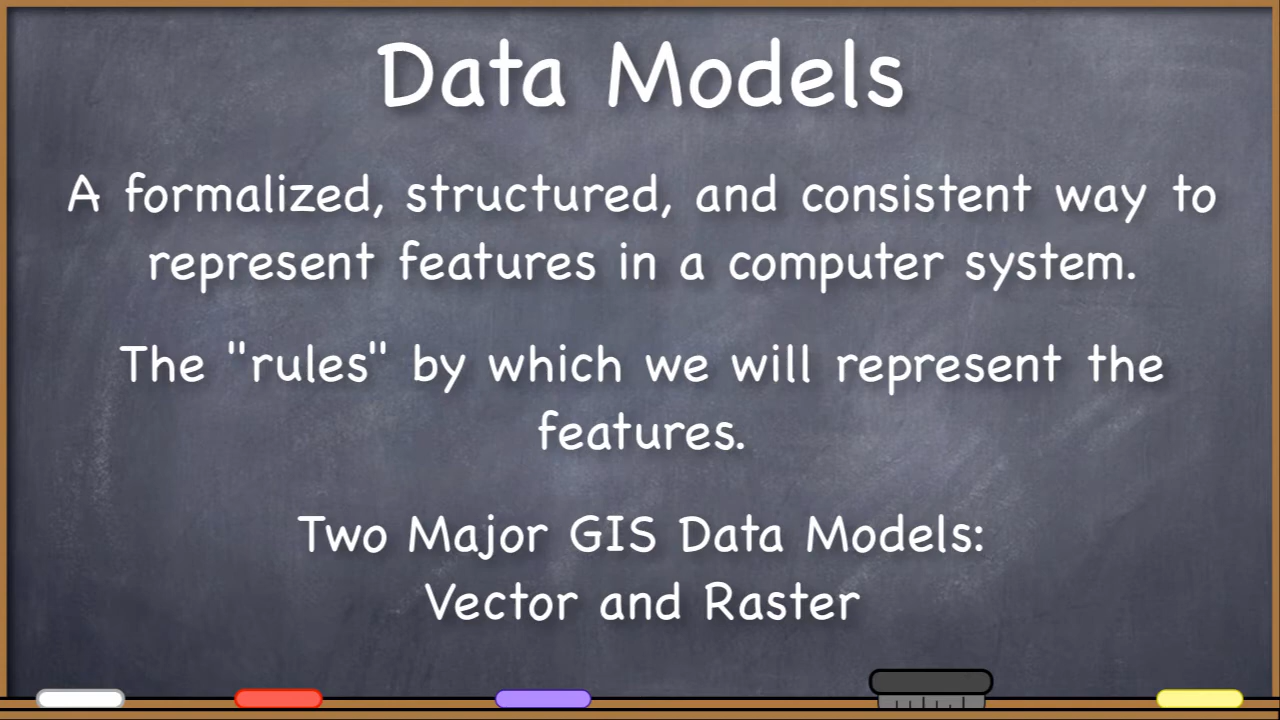 Data Models
A formalized, structured, and consistent way to
represent features in a computer system.
The "rules" by which we will represent the
features.
Two Major GIS Data Models:
Vector and Raster